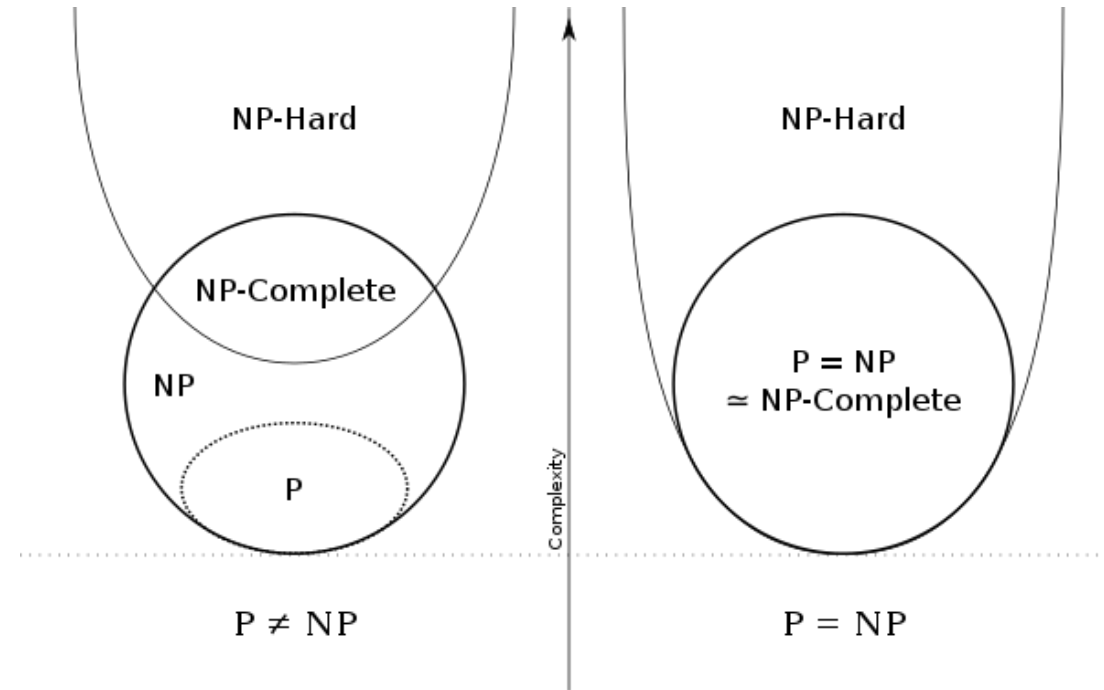 NP-Hard
NP-Complete
NP
P
P ≠ NP
Complexity
NP-Hard
P = NP
≃ NP-Complete
P = NP